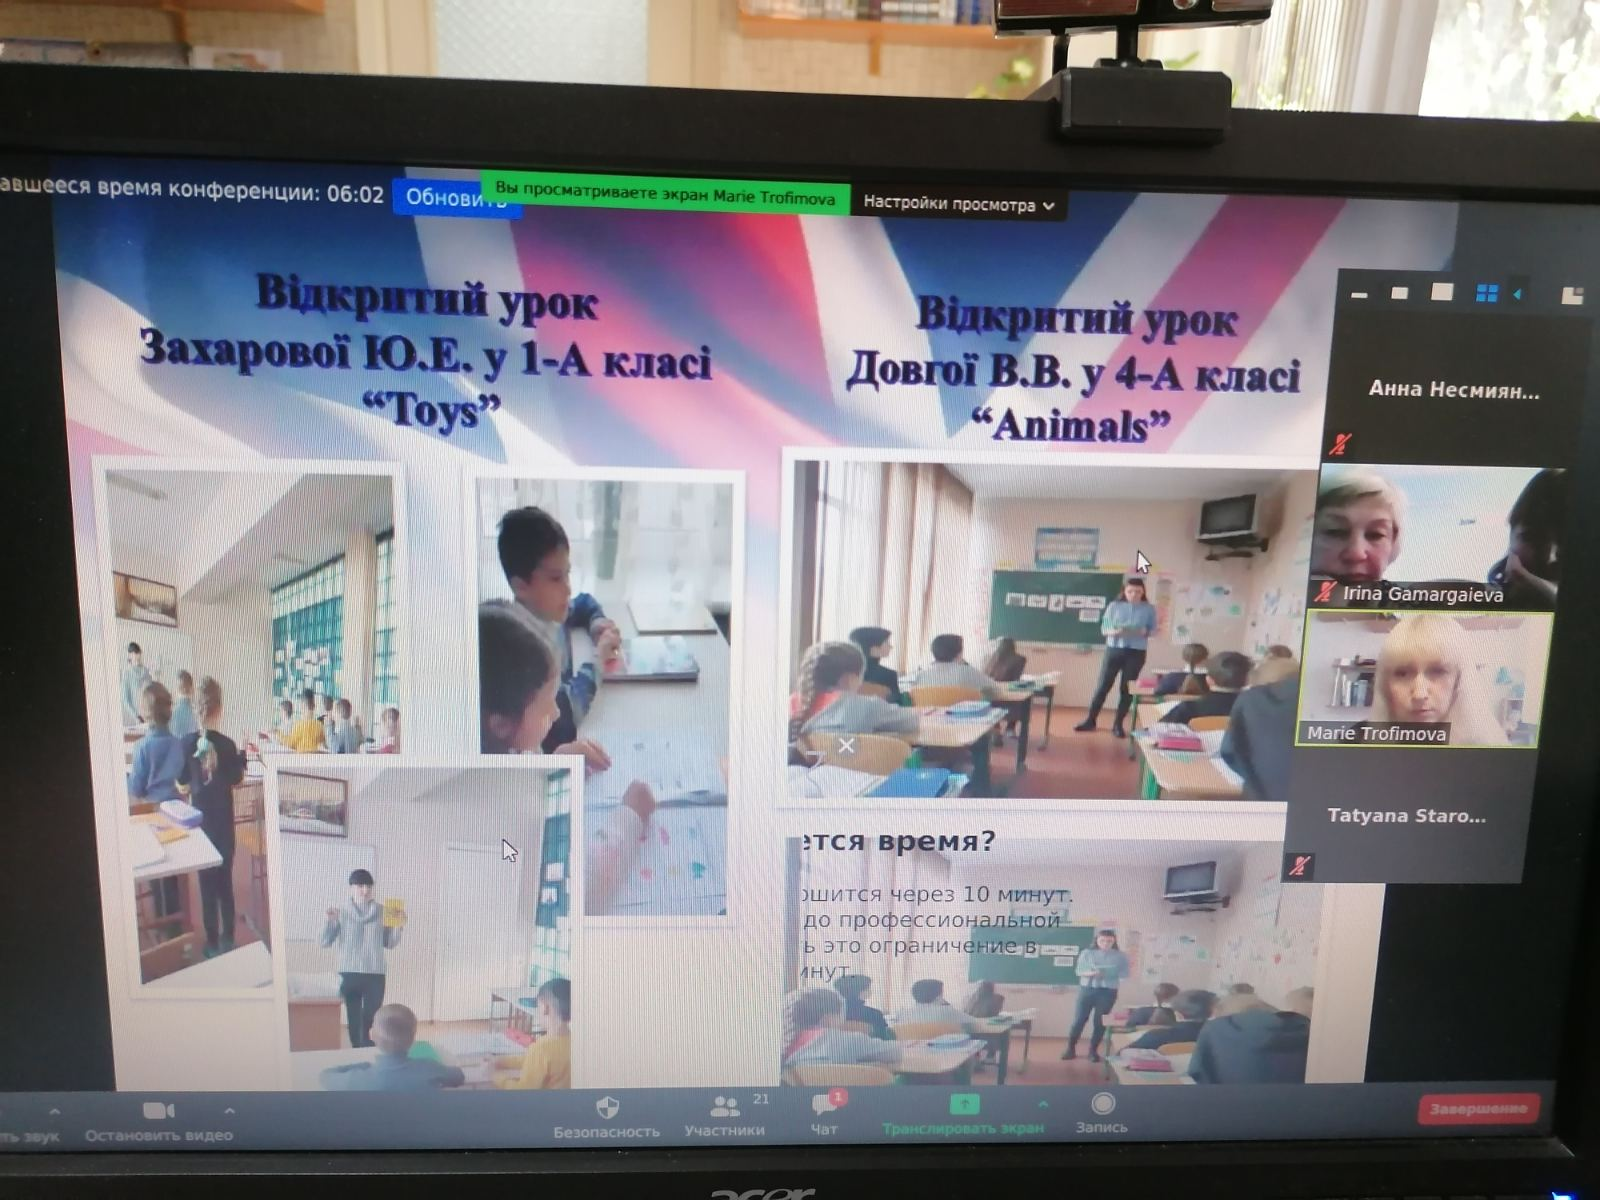 авшееся время конференции: 06:02
Обновить
Вы просматриваете экран Marie Trofimova
Настройки просмотра
Відкритий урок
Захарової Ю.Е. у 1-А класі
“Toys”
Відкритий урок
Довгої В.В. у 4-А класі
“Animals”
Анна Несмиян...
Irina Gamargaieva
Marie Trofimova
Tatyana Staro...
ется время?
ршится через 10 минут.
до профессиональной
ь это ограничение в
инут.
ть звук
Остановить видео
Безопасность
Участники
21
Чат
1
Транслировать экран
Запись
Завершение
acer